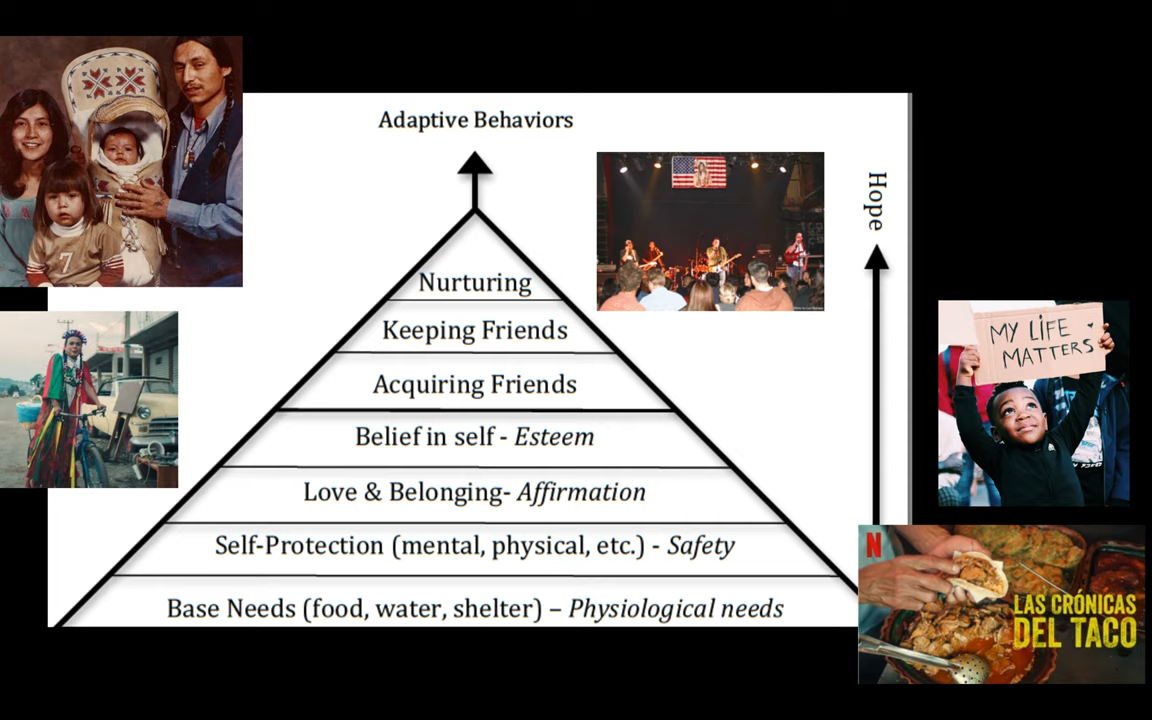 Adaptive Behaviors
Hope
Nurturing
Keeping Friends
Acquiring Friends
Belief in self - Esteem
Love & Belonging- Affirmation
Self-Protection (mental, physical, etc.) - Safety
Base Needs (food, water, shelter) – Physiological needs
7
MY LiFE
MATTERS
N
LAS CRÓNICAS
DEL TACO